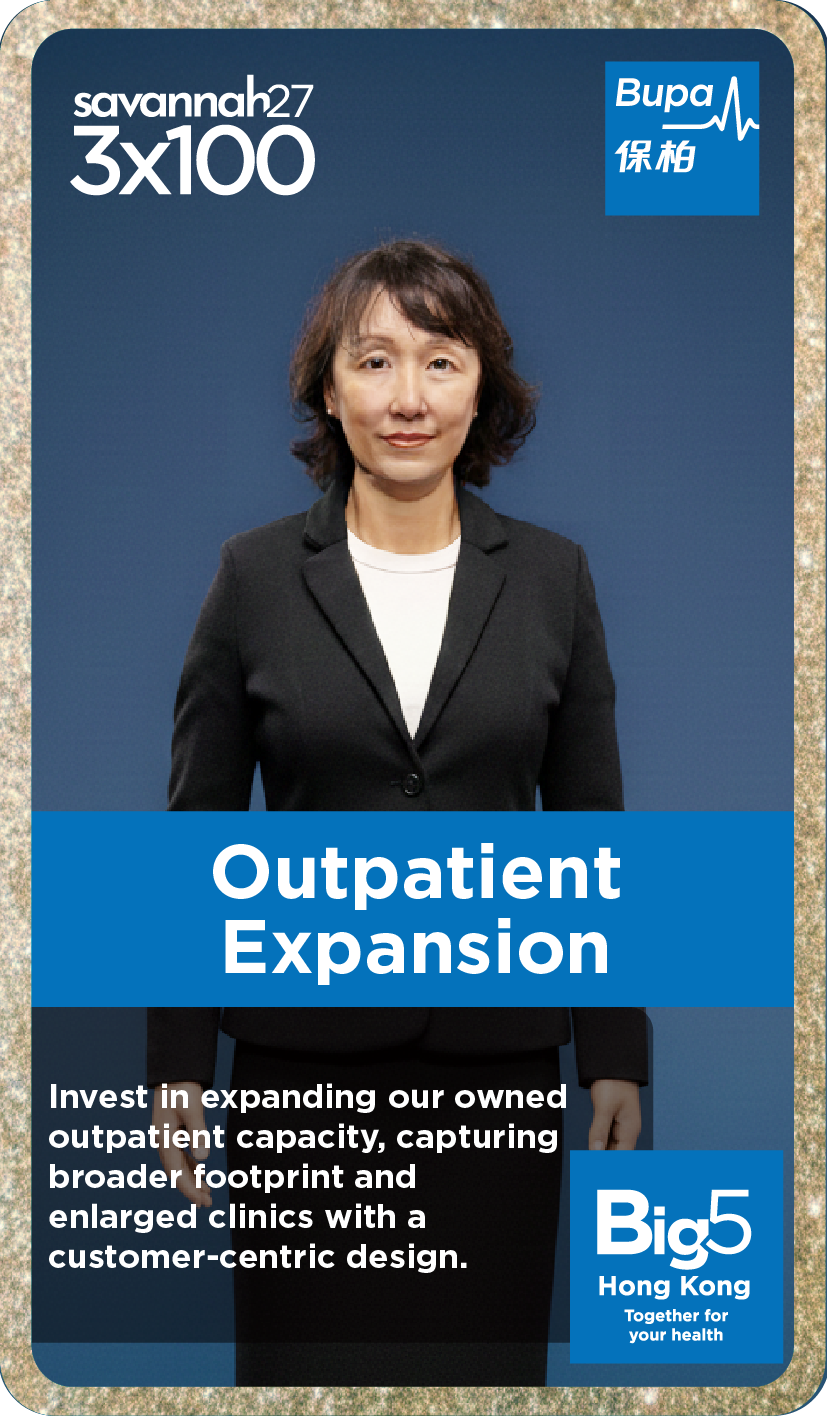 savannah27
3x100
Bupa
保柏
Outpatient
Expansion
Invest in expanding our owned
outpatient capacity, capturing
broader footprint and
enlarged clinics with a
customer-centric design.
Big5
Hong Kong
Together for
your health